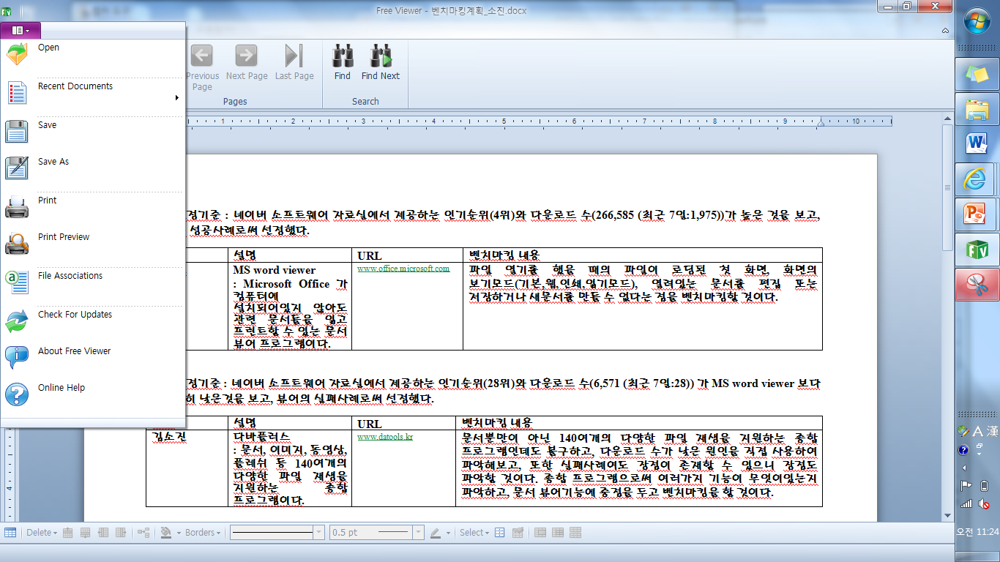 Free Viewer - 벤치마킹계획_소진.docx
Open
Recent Documents
Save
Save As
Print
Print Preview
File Associations
Check For Updates
About Free Viewer
Online Help
Previous Page
Next Page
Last Page
Pages
Find
Find Next
Search
1 2 3 4 5 6 7 8 9 10
정기준 : 네이버 소프트웨어 자료실에서 제공하는 인기순위(4위)와 다운로드 수(266,585 (최근 7일:1,975))가 높은 것을 보고,
성공사례로써 선정했다.
설명 URL 벤치마킹 내용
MS word viewer
: Microsoft Office 가
컴퓨터에
설치되어있지 않아도
관련 문서들을 읽고
프린트할 수 있는 문서
뷰어 프로그램이다.
www.office.microsoft.com
파일 열기를 했을 때의 파일이 로딩된 첫 화면, 화면의
보기모드(기본,웹,인쇄,읽기모드), 열려있는 문서를 편집 또는
저장하거나 새문서를 만들 수 없다는 점을 벤치마킹할 것이다.
정기준 : 네이버 소프트웨어 자료실에서 제공하는 인기순위(28위)와 다운로드 수(6,571 (최근 7일:28)) 가 MS word viewer 보다
히 낮은것을 보고, 뷰어의 실패사례로써 선정했다.
설명 URL 벤치마킹 내용
김소진
다바플러스
: 문서, 이미지, 동영상,
플레쉬 등 140여개의
다양한 파일 재생을
지원하는 종합
프로그램이다.
www.datools.kr
문서뿐만이 아닌 140여개의 다양한 파일 재생을 지원하는 종합
프로그램인데도 불구하고, 다운로드 수가 낮은 원인을 직접 사용하여
파악해보고, 또한 실패사례여도 장점이 존재할 수 있으니 장점도
파악할 것이다. 종합 프로그램으로써 여러가지 기능이 무엇이있는지
파악하고, 문서 뷰어기능에 중점을 두고 벤치마킹을 할 것이다.
4
Delete
Borders
0.5 pt
Select
A 漢
오전 11:24